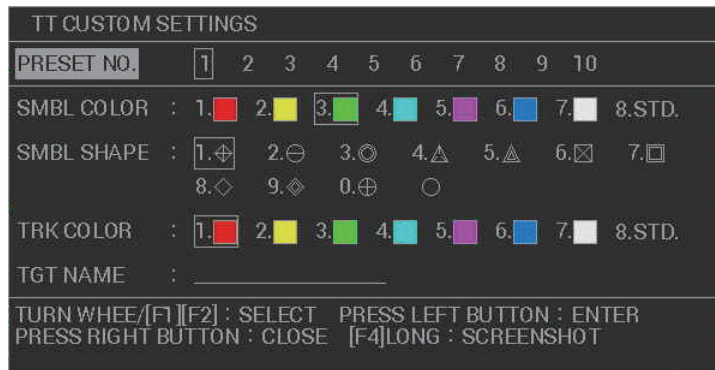 TT CUSTOM SETTINGS
PRESET NO. 1 2 3 4 5 6 7 8 9 10
SMBL COLOR : 1. 2. 3. 4. 5. 6. 7. 8.STD.
SMBL SHAPE : 1. 2. 3. 4. 5. 6. 7.
8. 9. 0.
TRK COLOR : 1. 2. 3. 4. 5. 6. 7. 8.STD.
TGT NAME :
TURN WHEE/[F1][F2] : SELECT PRESS LEFT BUTTON : ENTER
PRESS RIGHT BUTTON : CLOSE [F4]LONG : SCREENSHOT